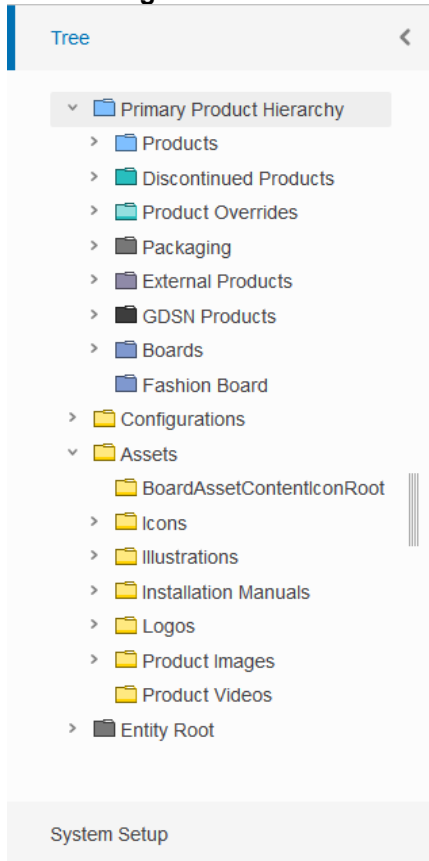 Tree
Primary Product Hierarchy
Products
Discontinued Products
Product Overrides
Packaging
External Products
GDSN Products
Boards
Fashion Board
Configurations
Assets
BoardAssetContentIconRoot
Icons
Illustrations
Installation Manuals
Logos
Product Images
Product Videos
Entity Root
System Setup